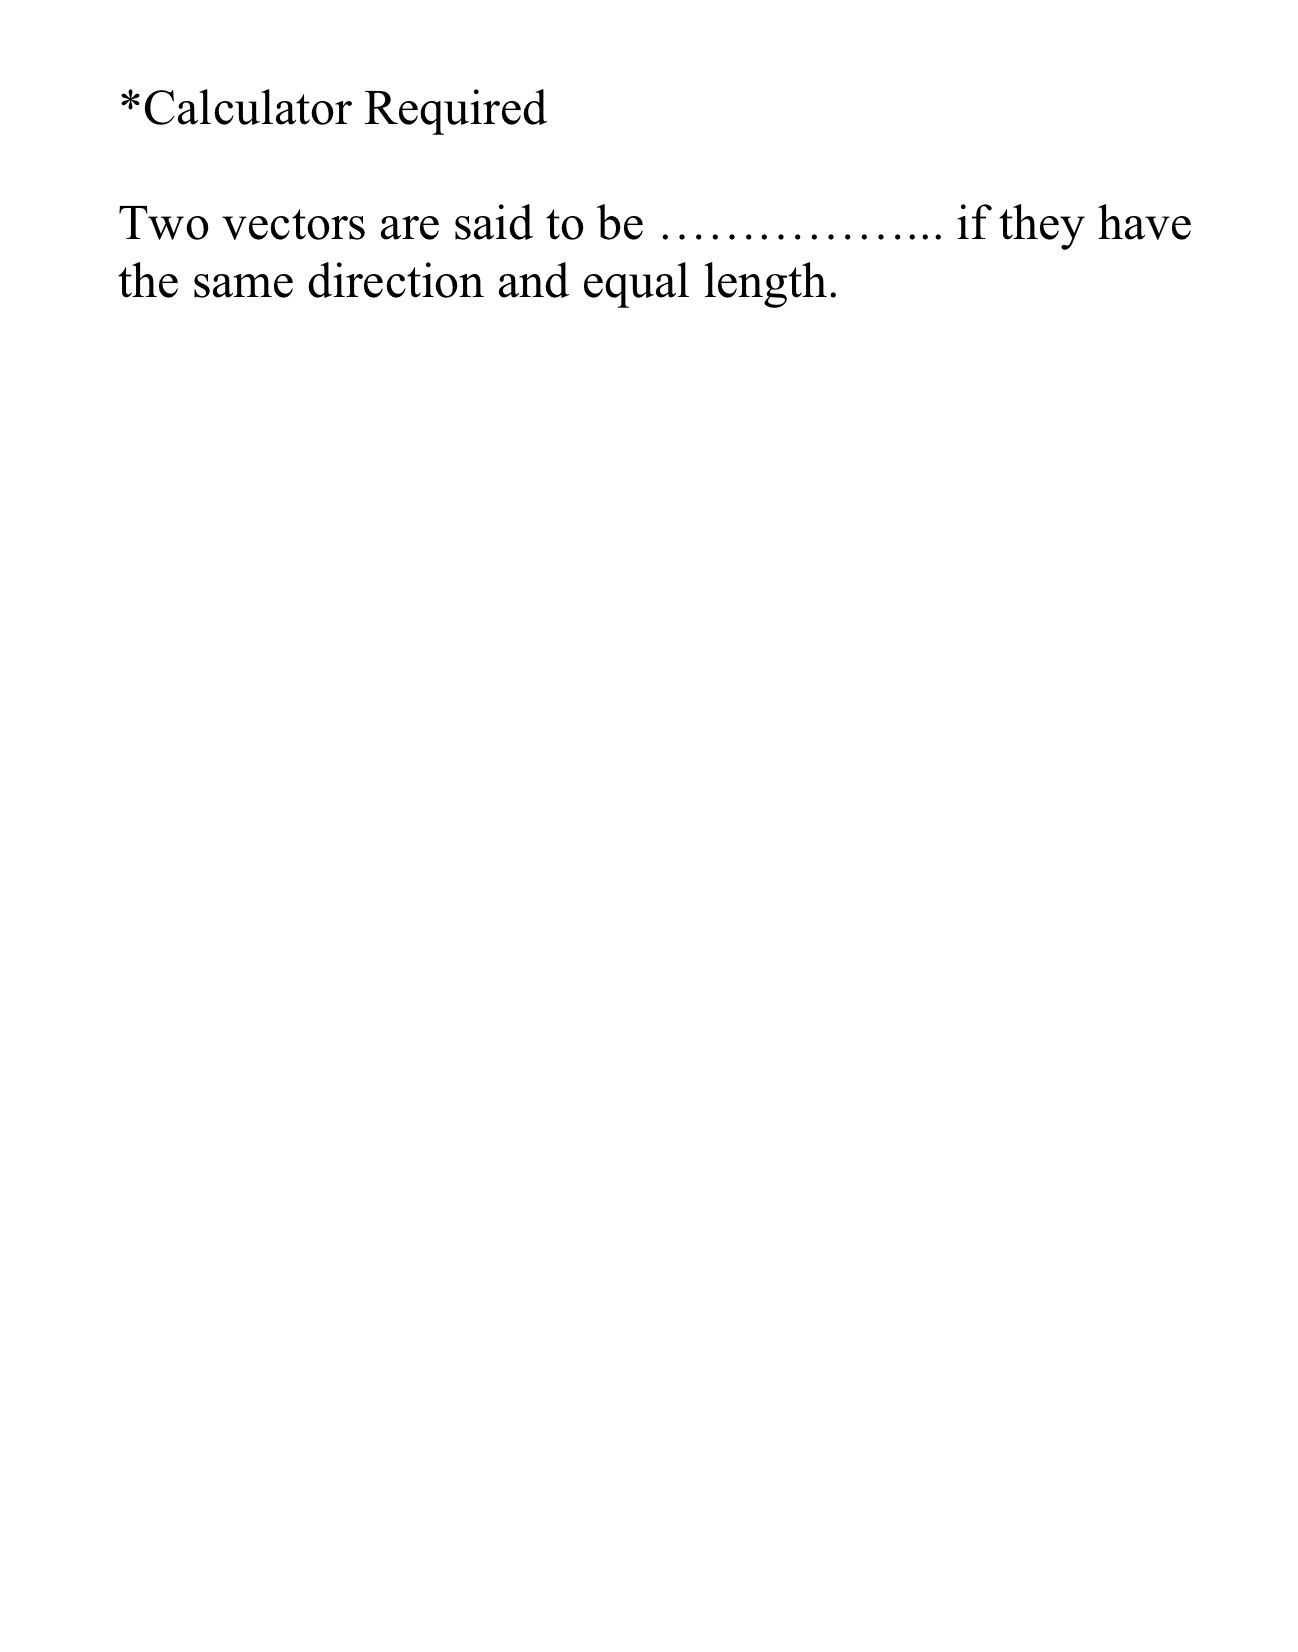 *Calculator Required
Two vectors are said to be ……………... if they have
the same direction and equal length.